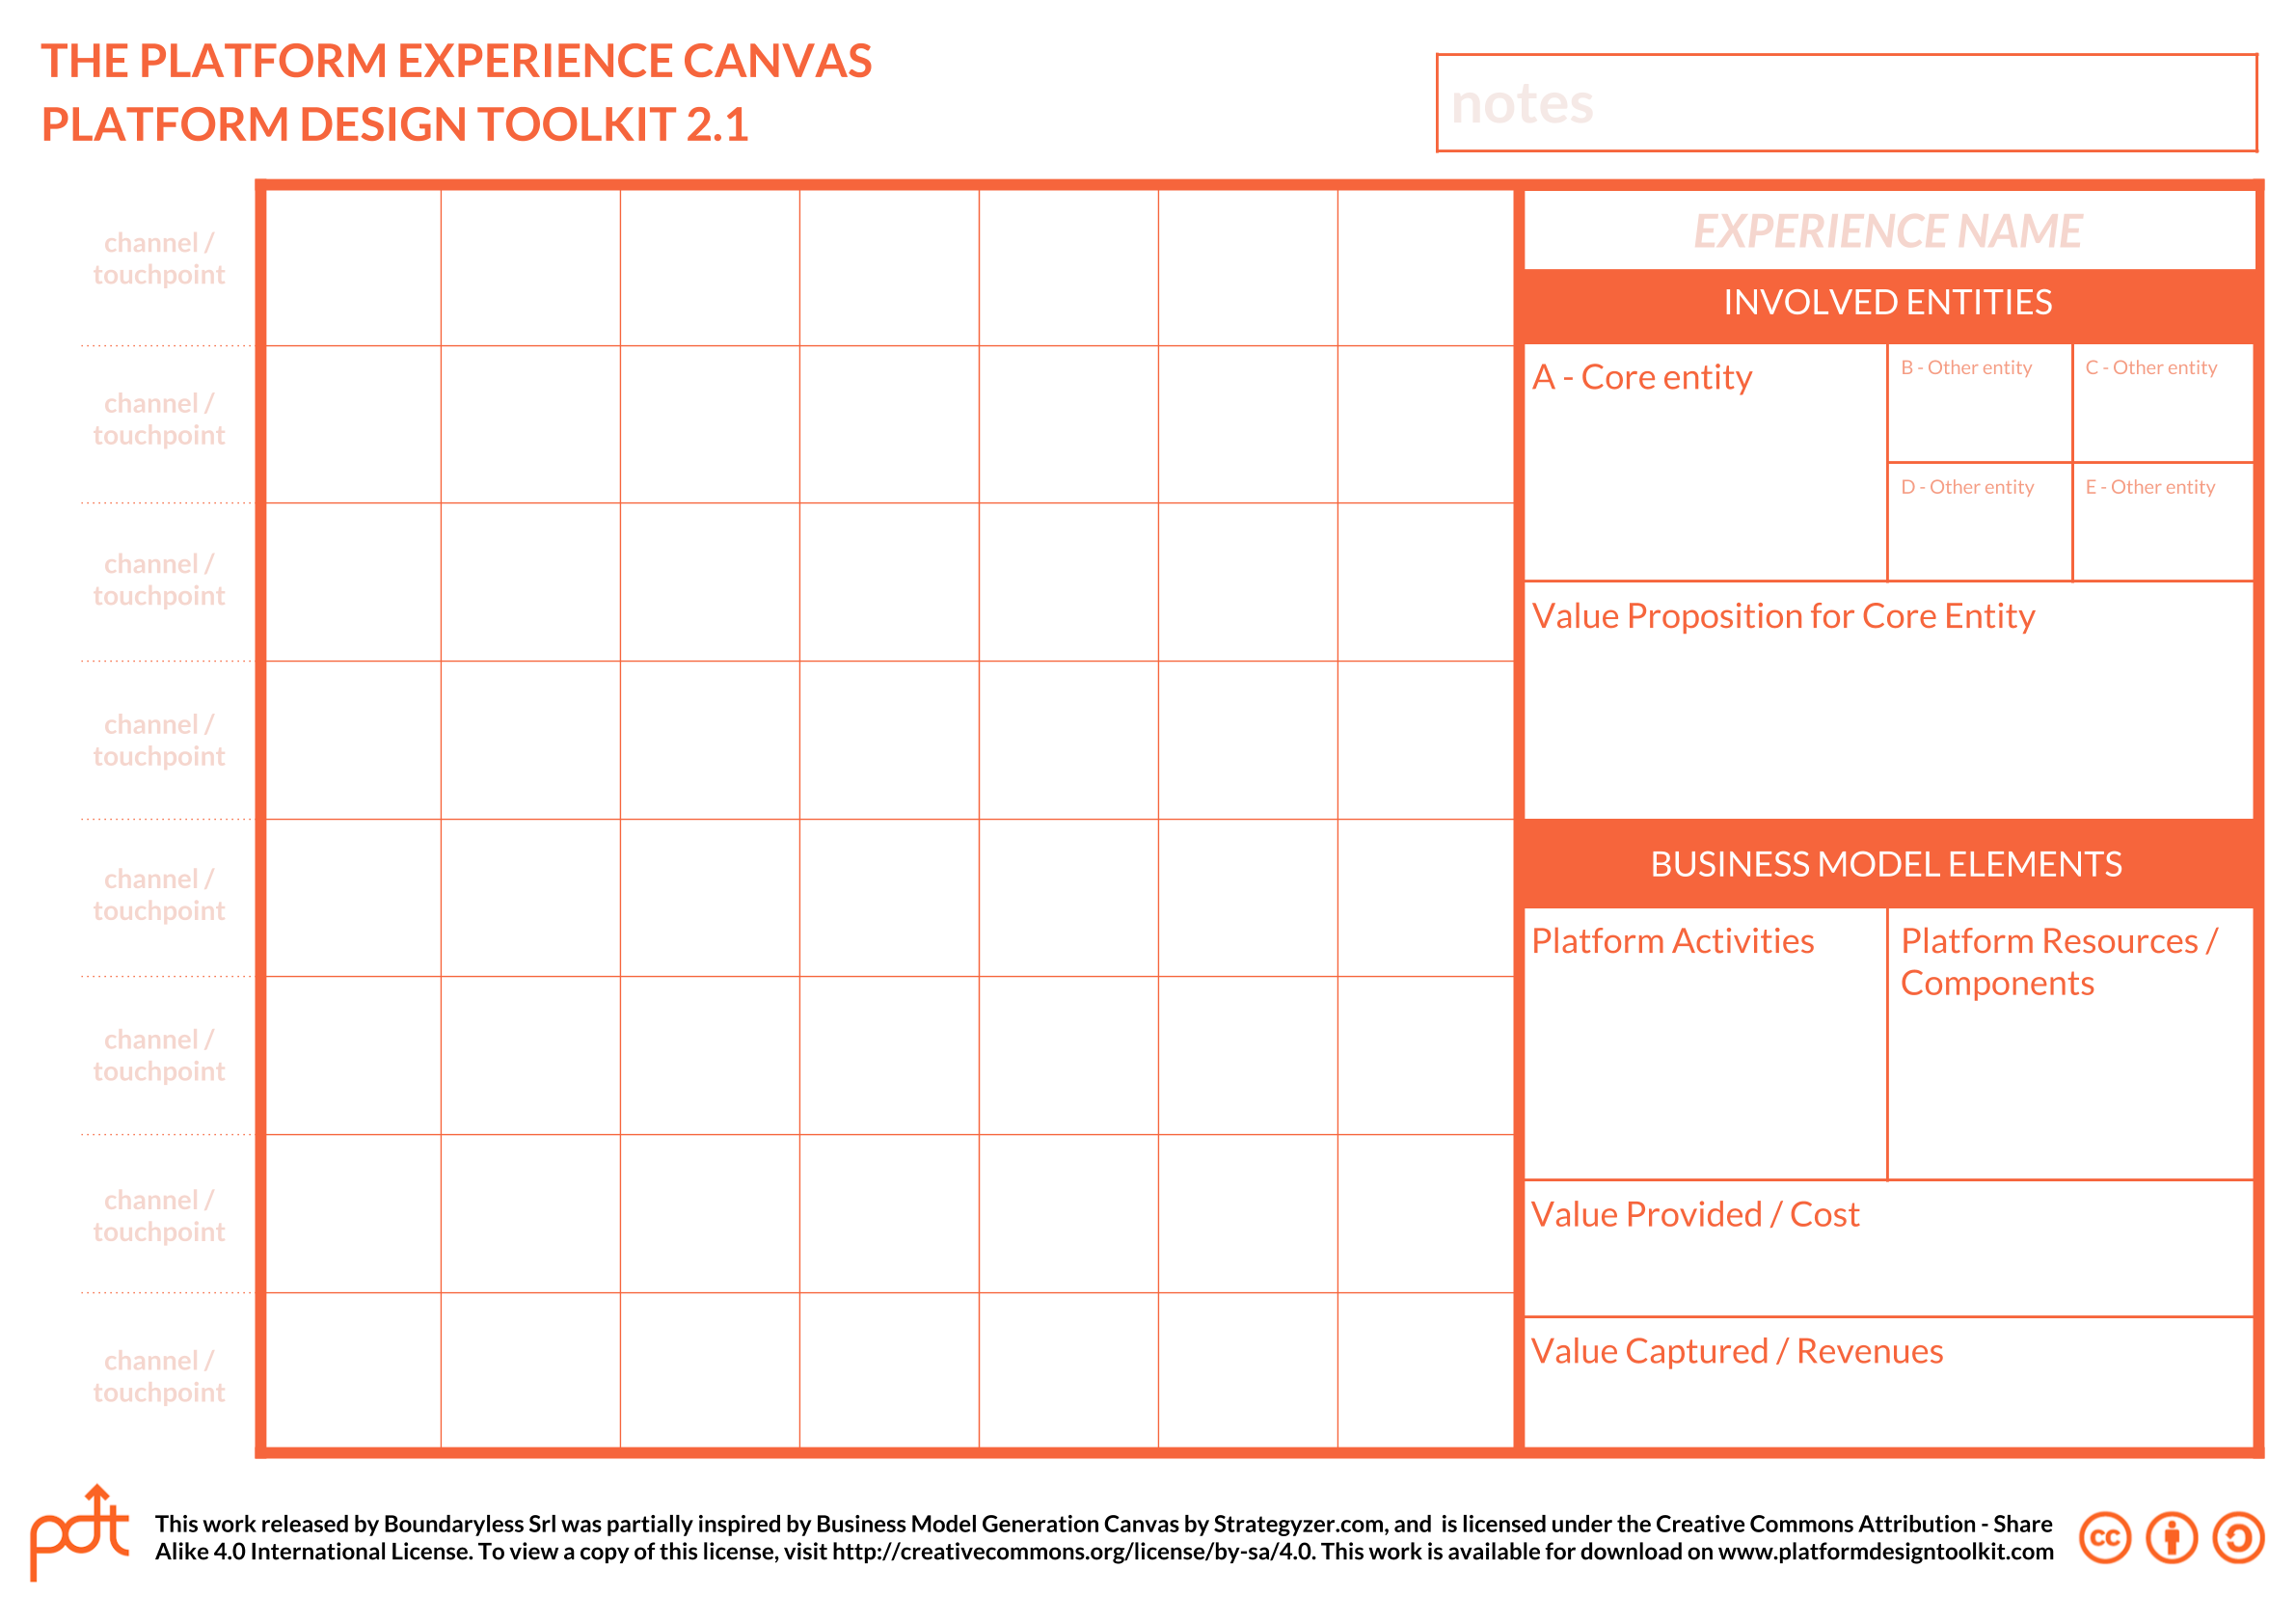 THE PLATFORM EXPERIENCE CANVAS
PLATFORM DESIGN TOOLKIT 2.1
notes
channel /
touchpoint
channel /
touchpoint
channel /
touchpoint
channel /
touchpoint
channel /
touchpoint
channel /
touchpoint
channel /
touchpoint
channel /
touchpoint
EXPERIENCE NAME
INVOLVED ENTITIES
A - Core entity
B - Other entity
C - Other entity
D - Other entity
E - Other entity
Value Proposition for Core Entity
BUSINESS MODEL ELEMENTS
Platform Activities
Platform Resources /
Components
Value Provided / Cost
Value Captured / Revenues
pdt
This work released by Boundaryless Srl was partially inspired by Business Model Generation Canvas by Strategyzer.com, and is licensed under the Creative Commons Attribution - Share
Alike 4.0 International License. To view a copy of this license, visit http://creativecommons.org/license/by-sa/4.0. This work is available for download on www.platformdesigntoolkit.com
cc